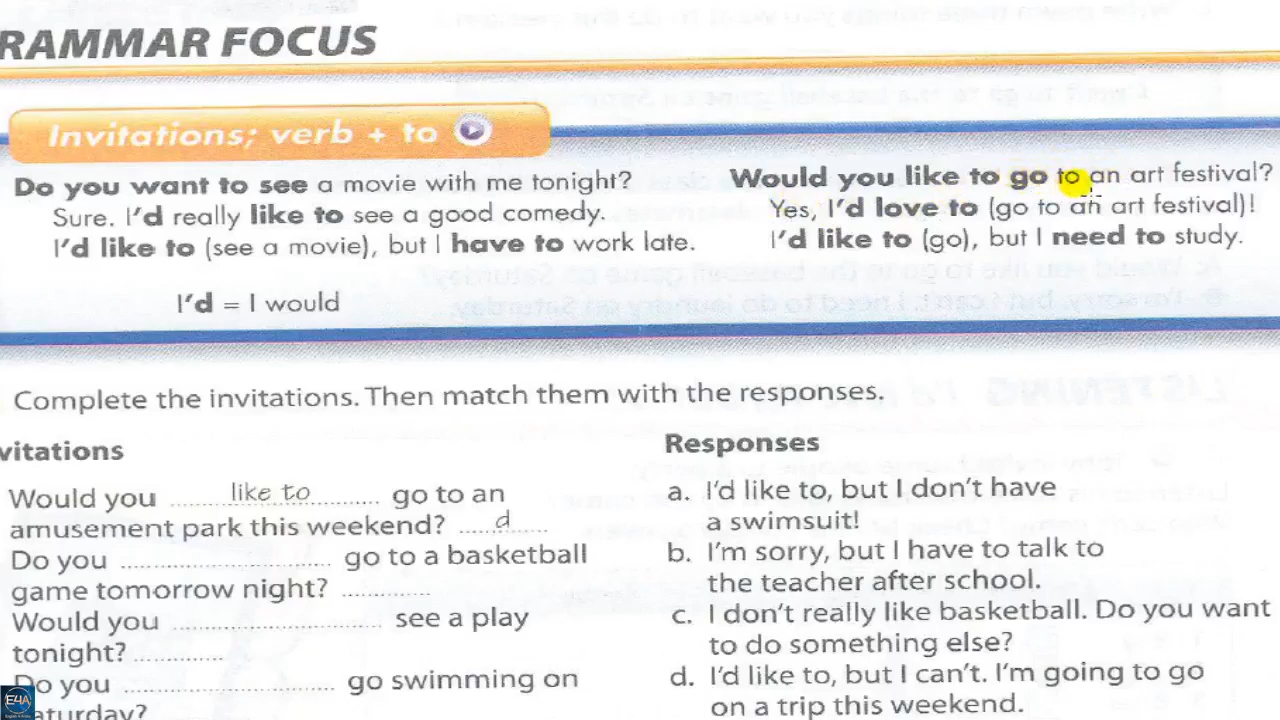 RAMMAR FOCUS
Invitations; verb + to
Do you want to see a movie with me tonight?
Sure. I'd really like to see a good comedy.
I'd like to (see a movie), but I have to work late.
I'd = I would
Would you like to go to an art festival?
Yes, I'd love to (go to an art festival)!
I'd like to (go), but I need to study.
Complete the invitations. Then match them with the responses.
vitations
Would you like to go to an
amusement park this weekend? d
Do you go to a basketball
game tomorrow night?
Would you see a play
tonight?
Do you go swimming on
aturday?
Responses
a. I'd like to, but I don't have
a swimsuit!
b. I'm sorry, but I have to talk to
the teacher after school.
c. I don't really like basketball. Do you want
to do something else?
d. I'd like to, but I can't. I'm going to go
on a trip this weekend.
E4A